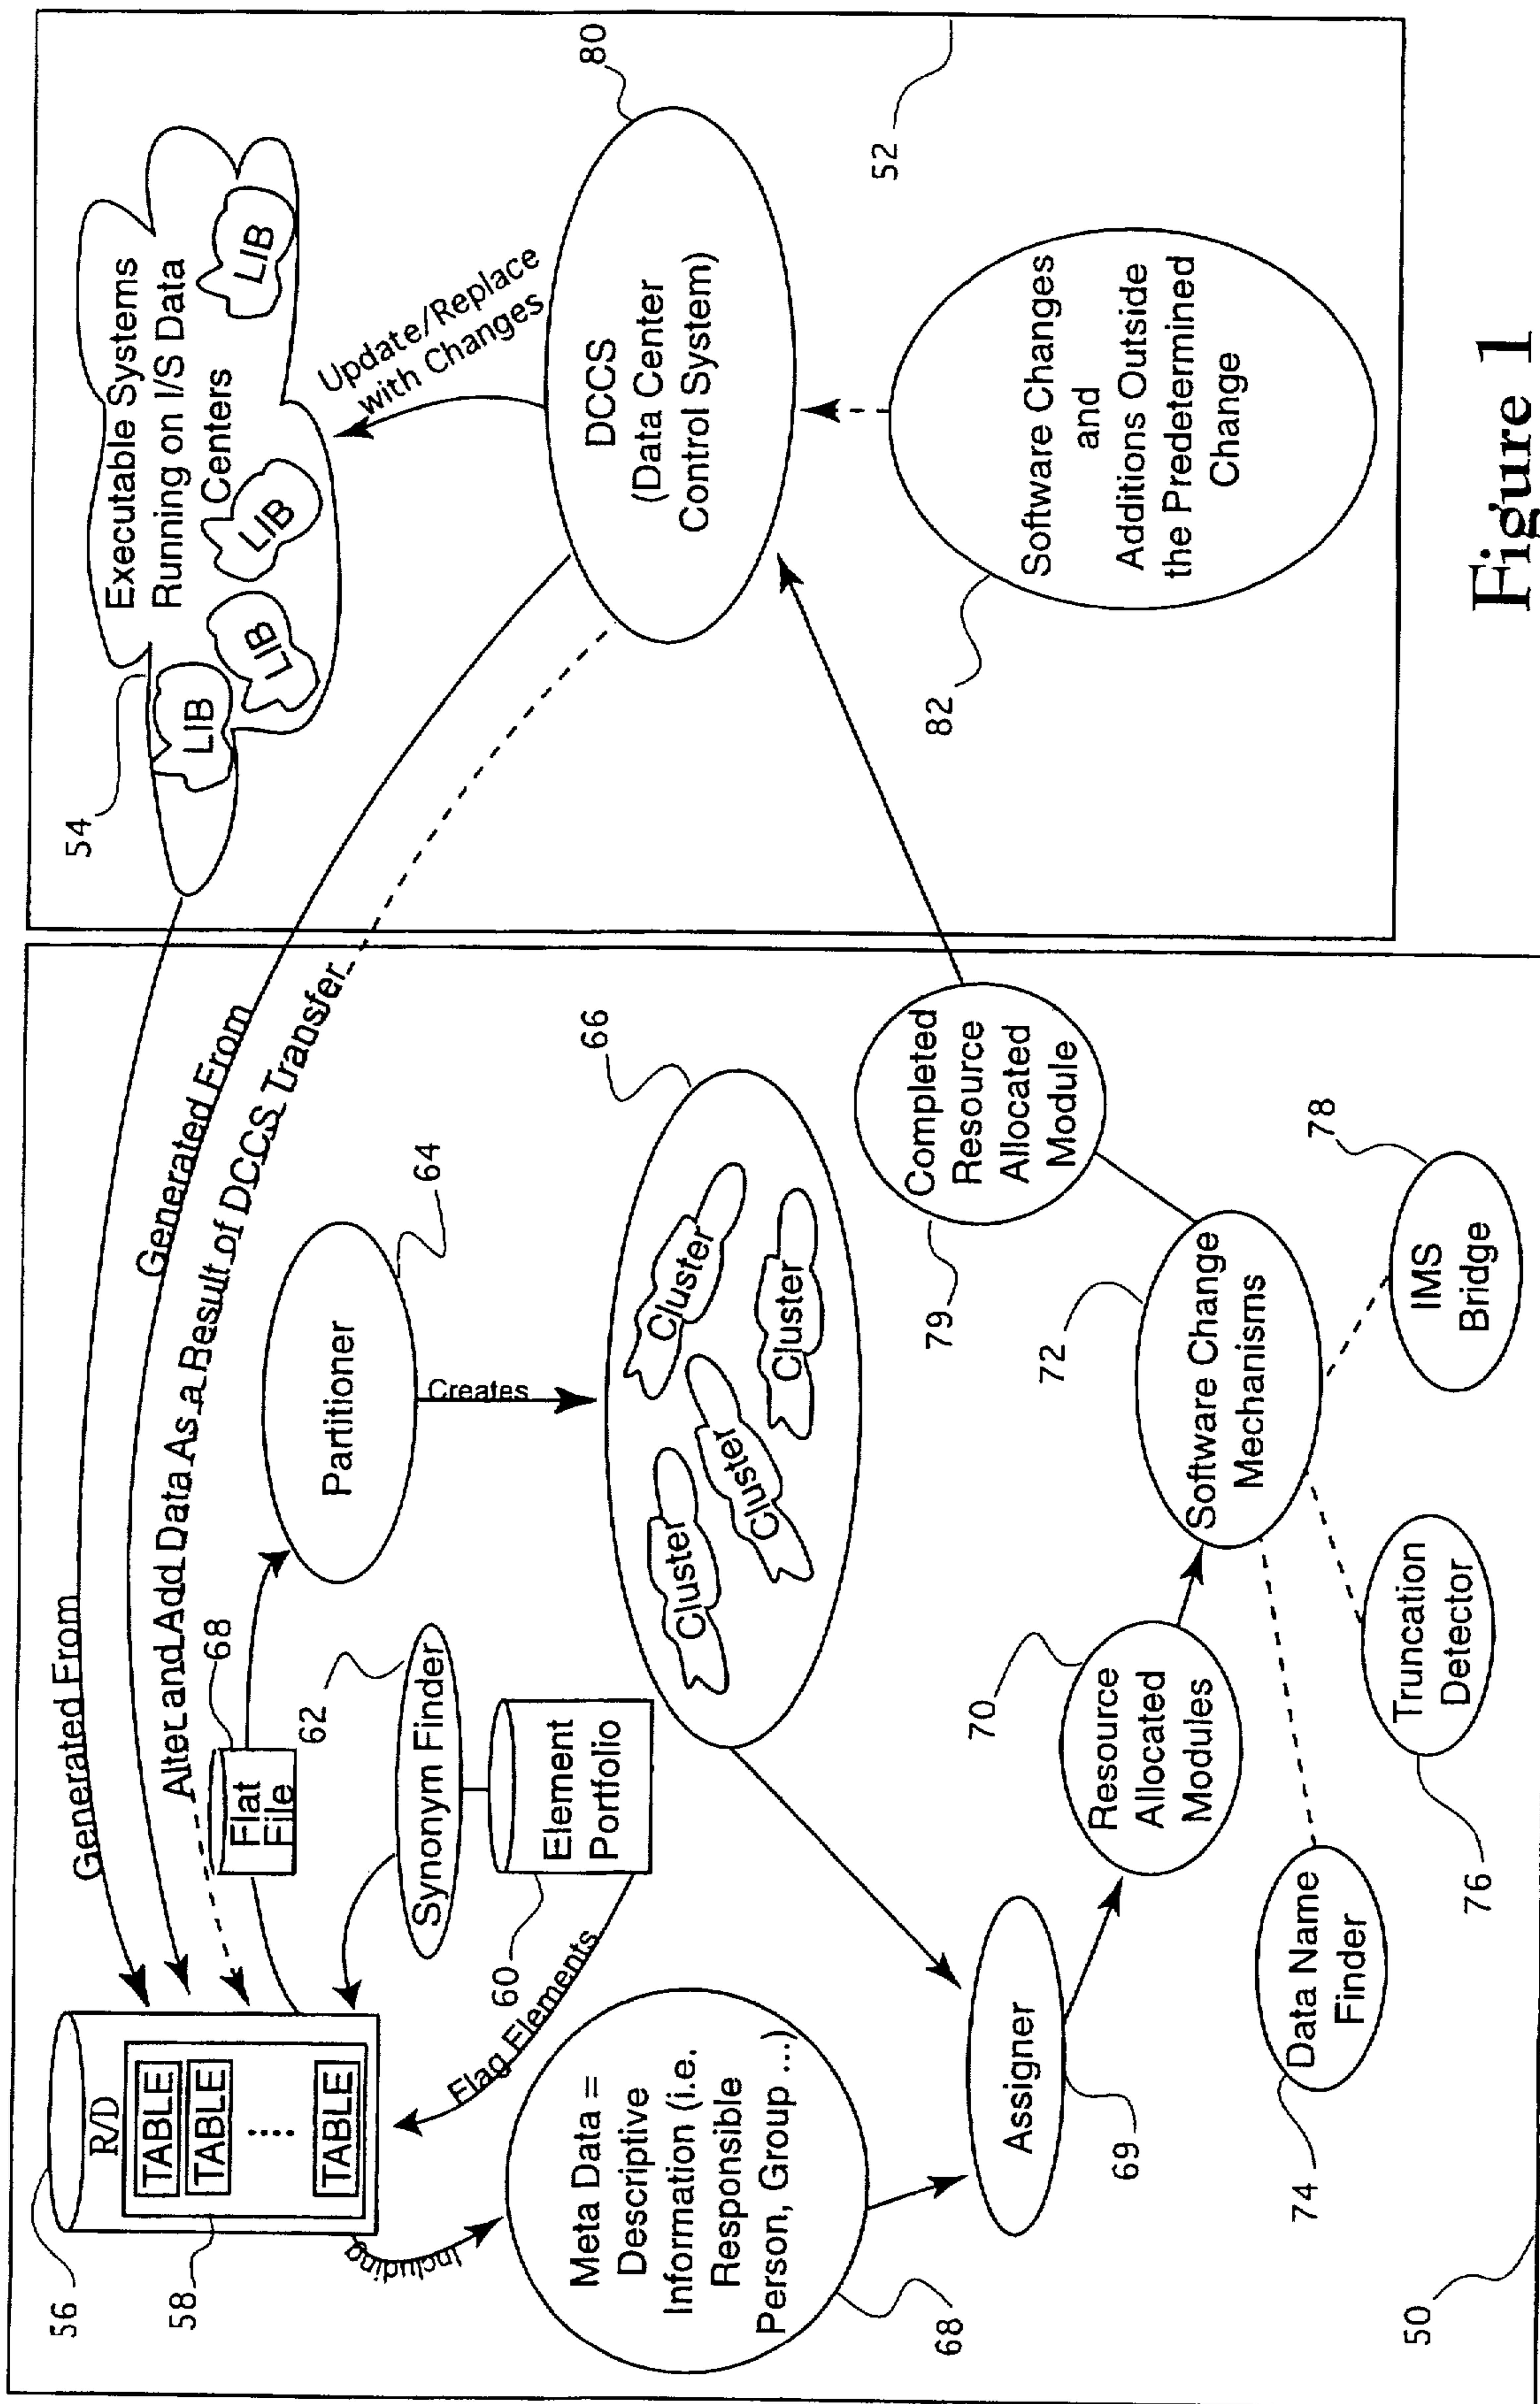 56
R/D
TABLE
TABLE
TABLE
58
Generated From
Generated From
Alter and Add Data As a Result of DCCS Transfer
68
Flat
File
62
Synonym Finder
Element
Portfolio
60
Flag Elements
Including
Meta Data =
Descriptive
Information (i.e.
Responsible
Person, Group ...)
68
Partitioner
64
Creates
66
Cluster
Cluster
Cluster
Cluster
Assigner
69
70
Resource
Allocated
Modules
72
Software Change
Mechanisms
Data Name
Finder
74
Truncation
Detector
76
IMS
Bridge
78
Completed
Resource
Allocated
Module
79
50
54
Executable Systems
Running on I/S Data
Centers
LIB
LIB
LIB
LIB
Update/Replace
with Changes
80
DCCS
(Data Center
Control System)
52
Software Changes
and
Additions Outside
the Predetermined
Change
82
Figure 1